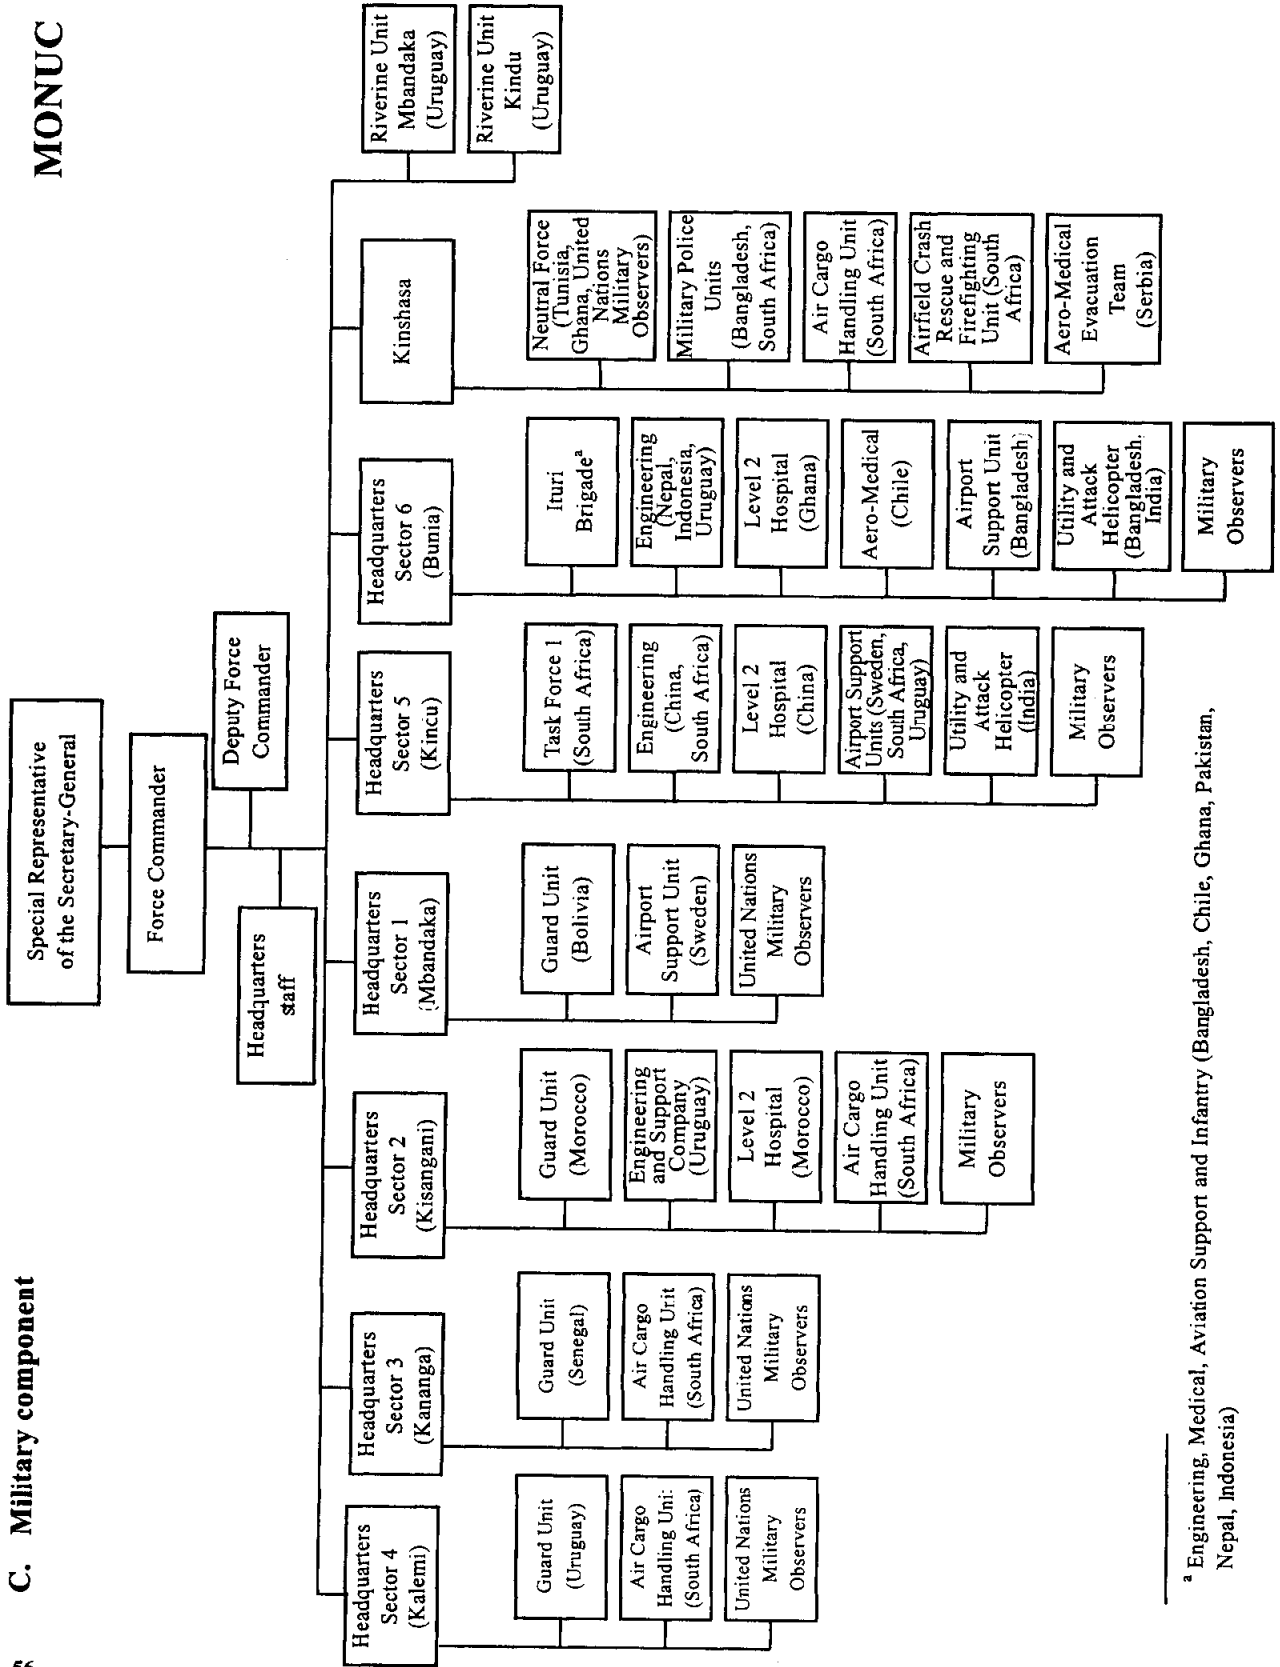 56
C. Military component
MONUC
Special Representative
of the Secretary-General
Force Commander
Deputy Force
Commander
Headquarters
staff
Headquarters
Sector 4
(Kalemi)
Guard Unit
(Uruguay)
Air Cargo
Handling Uni:
(South Africa)
United Nations
Military
Observers
Headquarters
Sector 3
(Kananga)
Guard Unit
(Senegal)
Air Cargo
Handling Unit
(South Africa)
United Nations
Military
Observers
Headquarters
Sector 2
(Kisangani)
Guard Unit
(Morocco)
Engineering
and Support
Company
(Uruguay)
Level 2
Hospital
(Morocco)
Air Cargo
Handling Unit
(South Africa)
Military
Observers
Headquarters
Sector 1
(Mbandaka)
Guard Unit
(Bolivia)
Airport
Support Unit
(Sweden)
United Nations
Military
Observers
Headquarters
Sector 5
(Kincu)
Task Force 1
(South Africa)
Engineering
(China,
South Africa)
Level 2
Hospital
(China)
Airport Support
Units (Sweden,
South Africa,
Uruguay)
Utility and
Attack
Helicopter
(India)
Military
Observers
Headquarters
Sector 6
(Bunia)
Ituri
Brigadeᵃ
Engineering
(Nepal,
Indonesia,
Uruguay)
Level 2
Hospital
(Ghana)
Aero-Medical
(Chile)
Airport
Support Unit
(Bangladesh)
Utility and
Attack
Helicopter
(Bangladesh,
India)
Military
Observers
Kinshasa
Neutral Force
(Tunisia,
Ghana, United
Nations
Military
Observers)
Military Police
Units
(Bangladesh,
South Africa)
Air Cargo
Handling Unit
(South Africa)
Airfield Crash
Rescue and
Firefighting
Unit (South
Africa)
Aero-Medical
Evacuation
Team
(Serbia)
Riverine Unit
Mbandaka
(Uruguay)
Riverine Unit
Kindu
(Uruguay)
ᵃ Engineering, Medical, Aviation Support and Infantry (Bangladesh, Chile, Ghana, Pakistan,
Nepal, Indonesia)